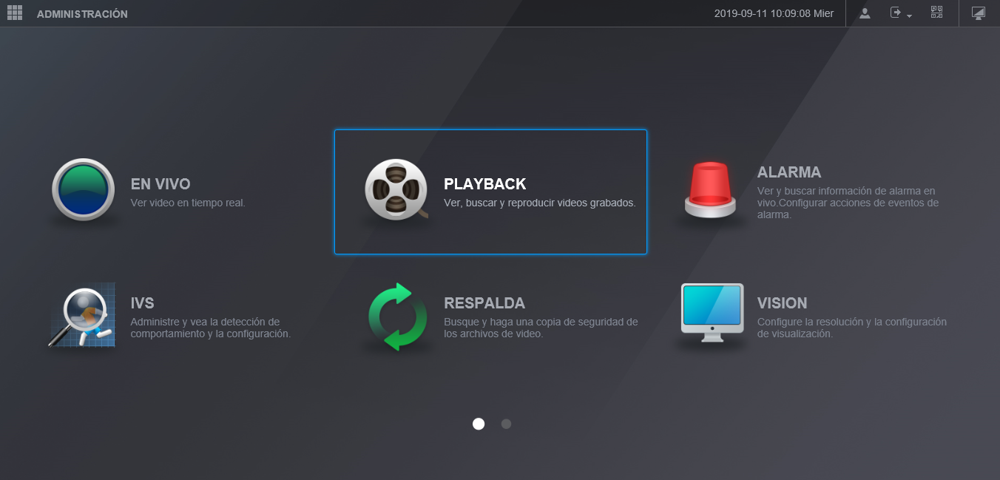 ADMINISTRACIÓN
2019-09-11 10:09:08 Mier
EN VIVO
Ver video en tiempo real.
PLAYBACK
Ver, buscar y reproducir videos grabados.
ALARMA
Ver y buscar información de alarma en
vivo.Configurar acciones de eventos de
alarma.
IVS
Administre y vea la detección de
comportamiento y la configuración.
RESPALDA
Busque y haga una copia de seguridad de
los archivos de video.
VISION
Configure la resolución y la configuración
de visualización.